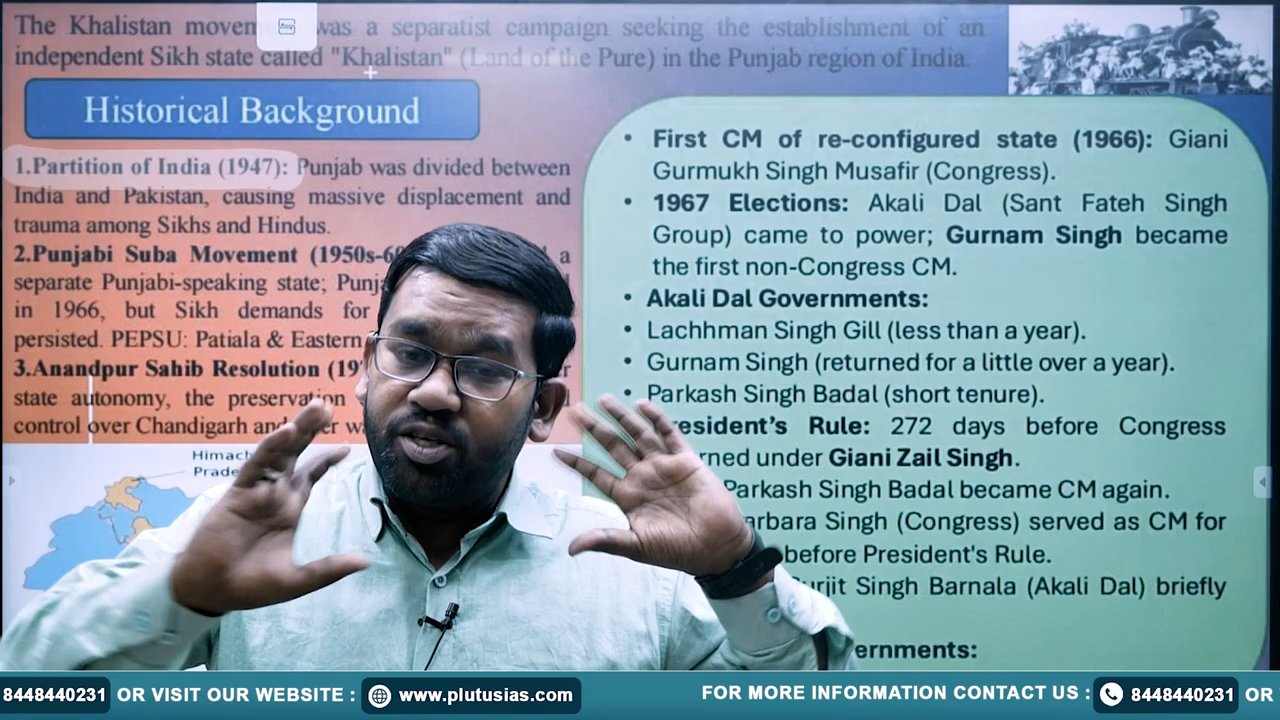 The Khalistan movem was a separatist campaign seeking the establishment of an
independent Sikh state called "Khalistan" (Land of the Pure) in the Punjab region of India.
Historical Background
1.Partition of India (1947): Punjab was divided between
India and Pakistan, causing massive displacement and
trauma among Sikhs and Hindus.
2.Punjabi Suba Movement (1950s-6 a
separate Punjabi-speaking state; Punja
in 1966, but Sikh demands for
persisted. PEPSU: Patiala & Eastern
3.Anandpur Sahib Resolution (19
state autonomy, the preservation
control over Chandigarh and
Himach
Prade
• First CM of re-configured state (1966): Giani
Gurmukh Singh Musafir (Congress).
• 1967 Elections: Akali Dal (Sant Fateh Singh
Group) came to power; Gurnam Singh became
the first non-Congress CM.
• Akali Dal Governments:
• Lachhman Singh Gill (less than a year).
• Gurnam Singh (returned for a little over a year).
• Parkash Singh Badal (short tenure).
resident's Rule: 272 days before Congress
rned under Giani Zail Singh.
Parkash Singh Badal became CM again.
arbara Singh (Congress) served as CM for
before President's Rule.
urjit Singh Barnala (Akali Dal) briefly
ernments:
8448440231 OR VISIT OUR WEBSITE : www.plutusias.com FOR MORE INFORMATION CONTACT US : 8448440231 OR